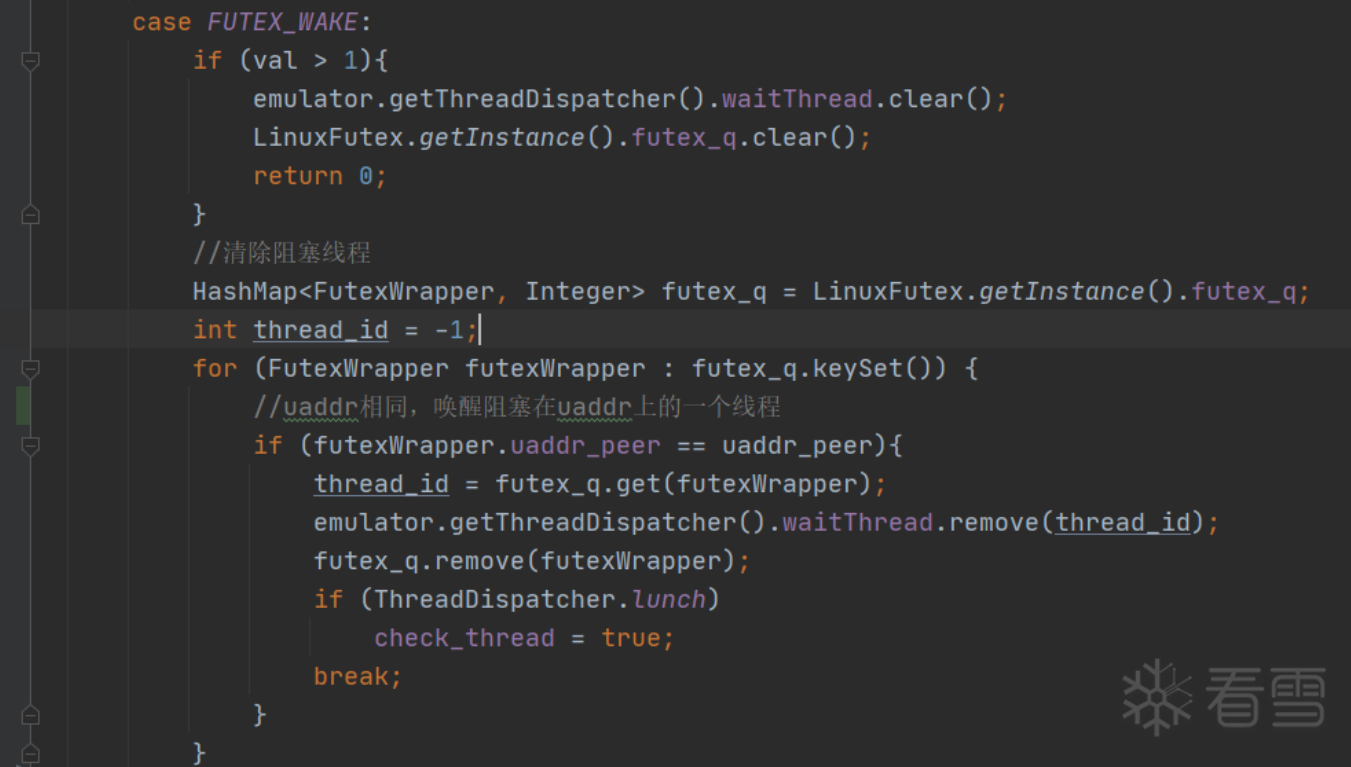 case FUTEX_WAKE:
if (val > 1){
emulator.getThreadDispatcher().waitThread.clear();
LinuxFutex.getInstance().futex_q.clear();
return 0;
}
//清除阻塞线程
HashMap<FutexWrapper, Integer> futex_q = LinuxFutex.getInstance().futex_q;
int thread_id = -1;
for (FutexWrapper futexWrapper : futex_q.keySet()) {
//uaddr相同，唤醒阻塞在uaddr上的一个线程
if (futexWrapper.uaddr_peer == uaddr_peer){
thread_id = futex_q.get(futexWrapper);
emulator.getThreadDispatcher().waitThread.remove(thread_id);
futex_q.remove(futexWrapper);
if (ThreadDispatcher.lunch)
check_thread = true;
break;
}
}
看雪